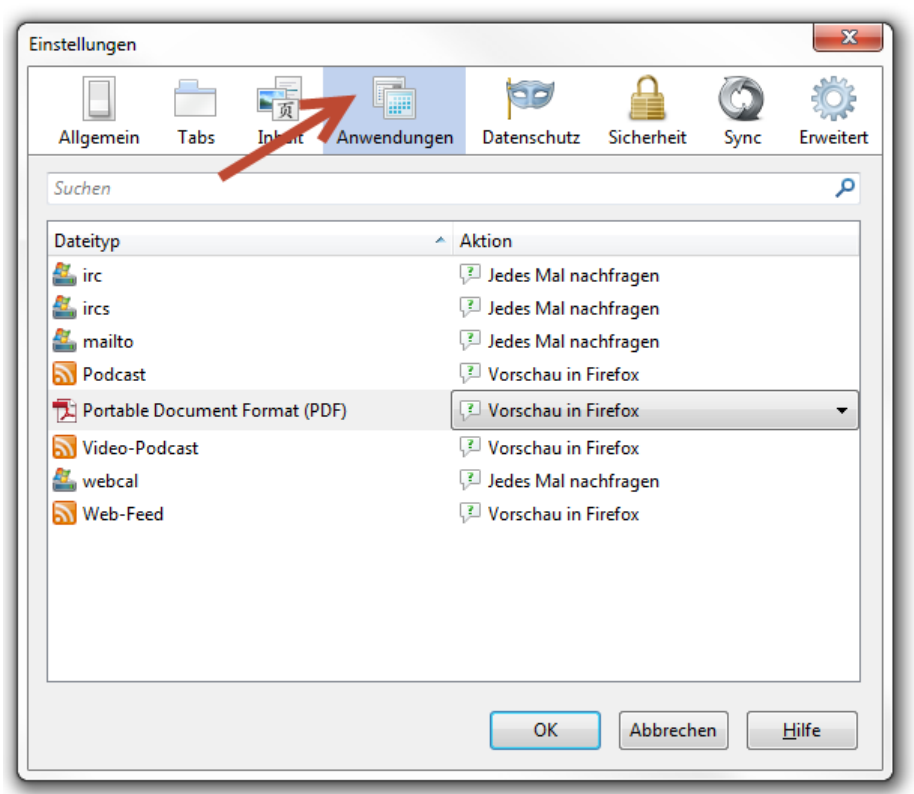 Einstellungen
页
Allgemein Tabs Inhalt Anwendungen Datenschutz Sicherheit Sync Erweitert
Suchen
Dateityp Aktion
irc Jedes Mal nachfragen
ircs Jedes Mal nachfragen
mailto Jedes Mal nachfragen
Podcast Vorschau in Firefox
Portable Document Format (PDF) Vorschau in Firefox
Video-Podcast Vorschau in Firefox
webcal Jedes Mal nachfragen
Web-Feed Vorschau in Firefox
OK Abbrechen Hilfe